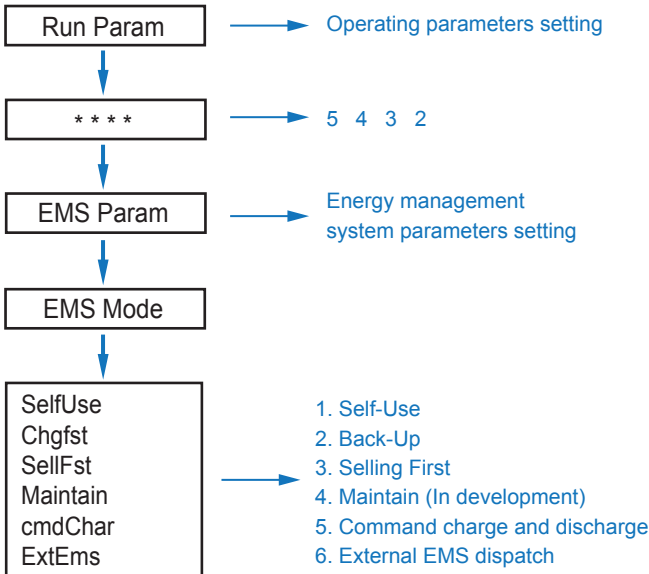 Run Param
Operating parameters setting
* * * *
5 4 3 2
EMS Param
Energy management
system parameters setting
EMS Mode
SelfUse
Chgfst
SellFst
Maintain
cmdChar
ExtEms
1. Self-Use
2. Back-Up
3. Selling First
4. Maintain (In development)
5. Command charge and discharge
6. External EMS dispatch